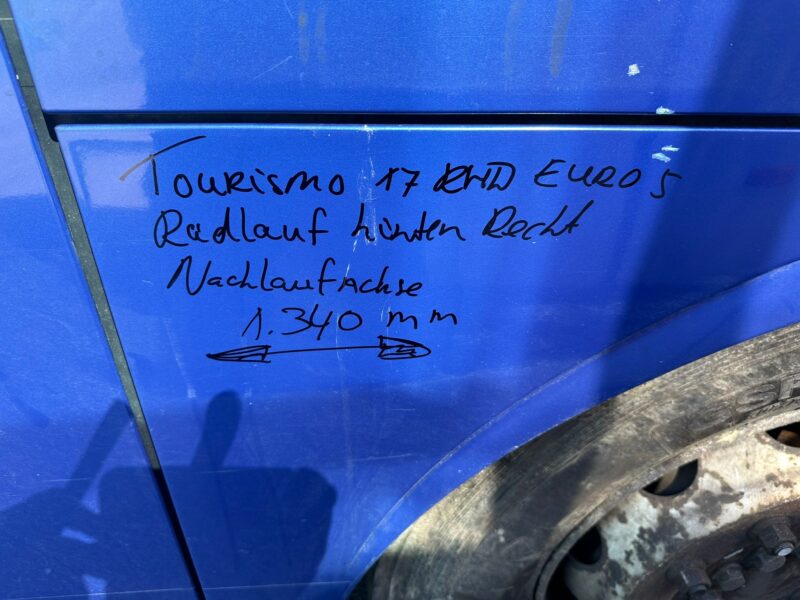 Tourismo 17 RHD EURO 5
Radlauf hinten Recht
Nachlaufachse
1.340 mm